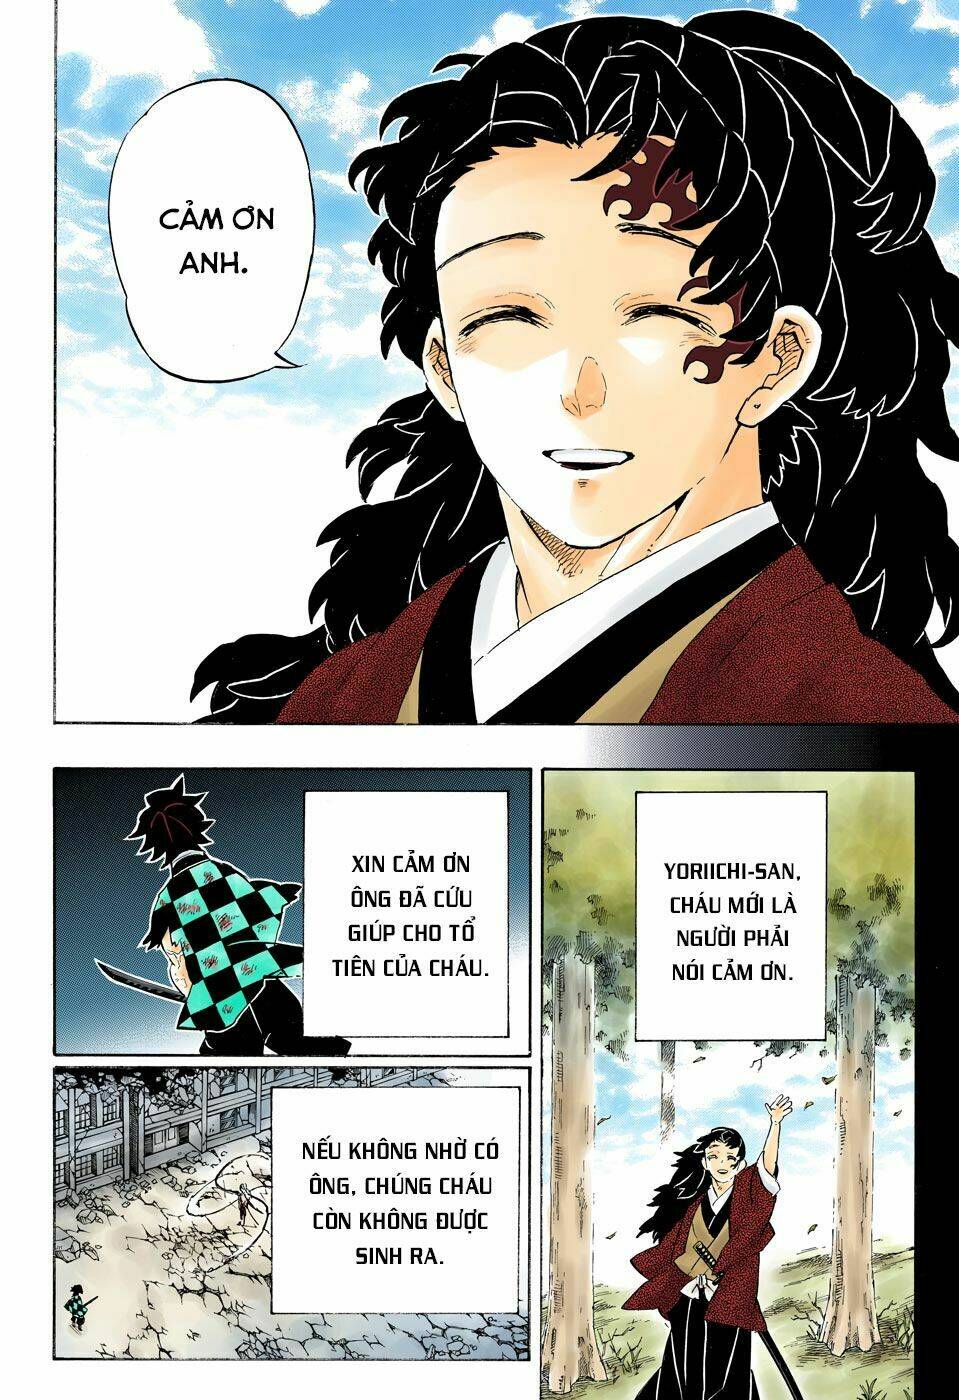 CẢM ƠN
ANH.
YORIICHI-SAN,
CHÁU MỚI LÀ
NGƯỜI PHẢI
NÓI CẢM ƠN.
XIN CẢM ƠN
ÔNG ĐÃ CỨU
GIÚP CHO TỔ
TIÊN CỦA CHÁU.
NẾU KHÔNG NHỜ CÓ
ÔNG, CHÚNG CHÁU
CÒN KHÔNG ĐƯỢC
SINH RA.